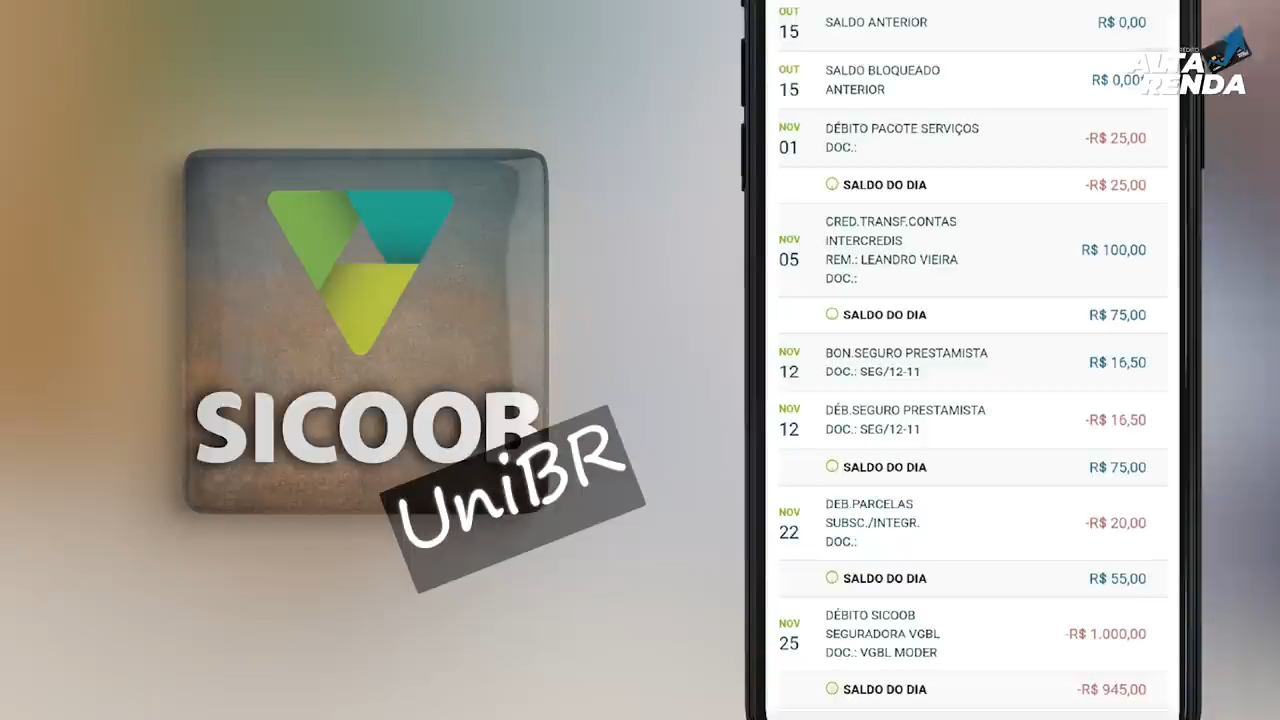 SICOOB
UniBR
OUT
15
SALDO ANTERIOR
R$ 0,00
OUT
15
SALDO BLOQUEADO
ANTERIOR
R$ 0,00
NOV
01
DÉBITO PACOTE SERVIÇOS
DOC.:
-R$ 25,00
SALDO DO DIA
-R$ 25,00
NOV
05
CRED.TRANSF.CONTAS
INTERCREDIS
REM.: LEANDRO VIEIRA
DOC.:
R$ 100,00
SALDO DO DIA
R$ 75,00
NOV
12
BON.SEGURO PRESTAMISTA
DOC.: SEG/12-11
R$ 16,50
NOV
12
DÉB.SEGURO PRESTAMISTA
DOC.: SEG/12-11
-R$ 16,50
SALDO DO DIA
R$ 75,00
NOV
22
DEB.PARCELAS
SUBSC./INTEGR.
DOC.:
-R$ 20,00
SALDO DO DIA
R$ 55,00
NOV
25
DÉBITO SICOOB
SEGURADORA VGBL
DOC.: VGBL MODER
-R$ 1.000,00
SALDO DO DIA
-R$ 945,00
ALTA
RENDA